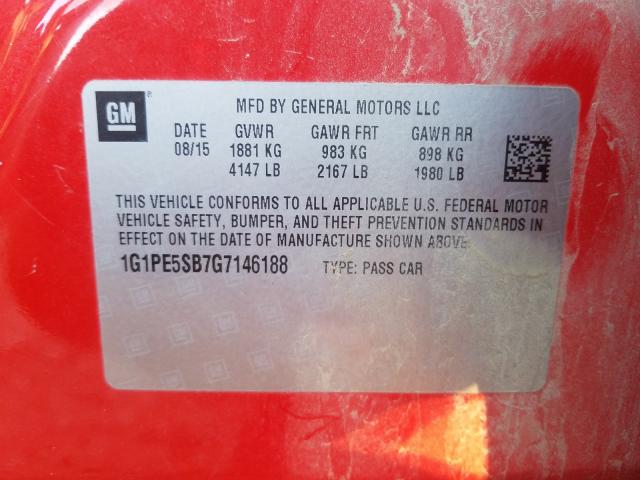 GM
MFD BY GENERAL MOTORS LLC
DATE GVWR GAWR FRT GAWR RR
08/15 1881 KG 983 KG 898 KG
4147 LB 2167 LB 1980 LB
THIS VEHICLE CONFORMS TO ALL APPLICABLE U.S. FEDERAL MOTOR
VEHICLE SAFETY, BUMPER, AND THEFT PREVENTION STANDARDS IN
EFFECT ON THE DATE OF MANUFACTURE SHOWN ABOVE
1G1PE5SB7G7146188 TYPE: PASS CAR